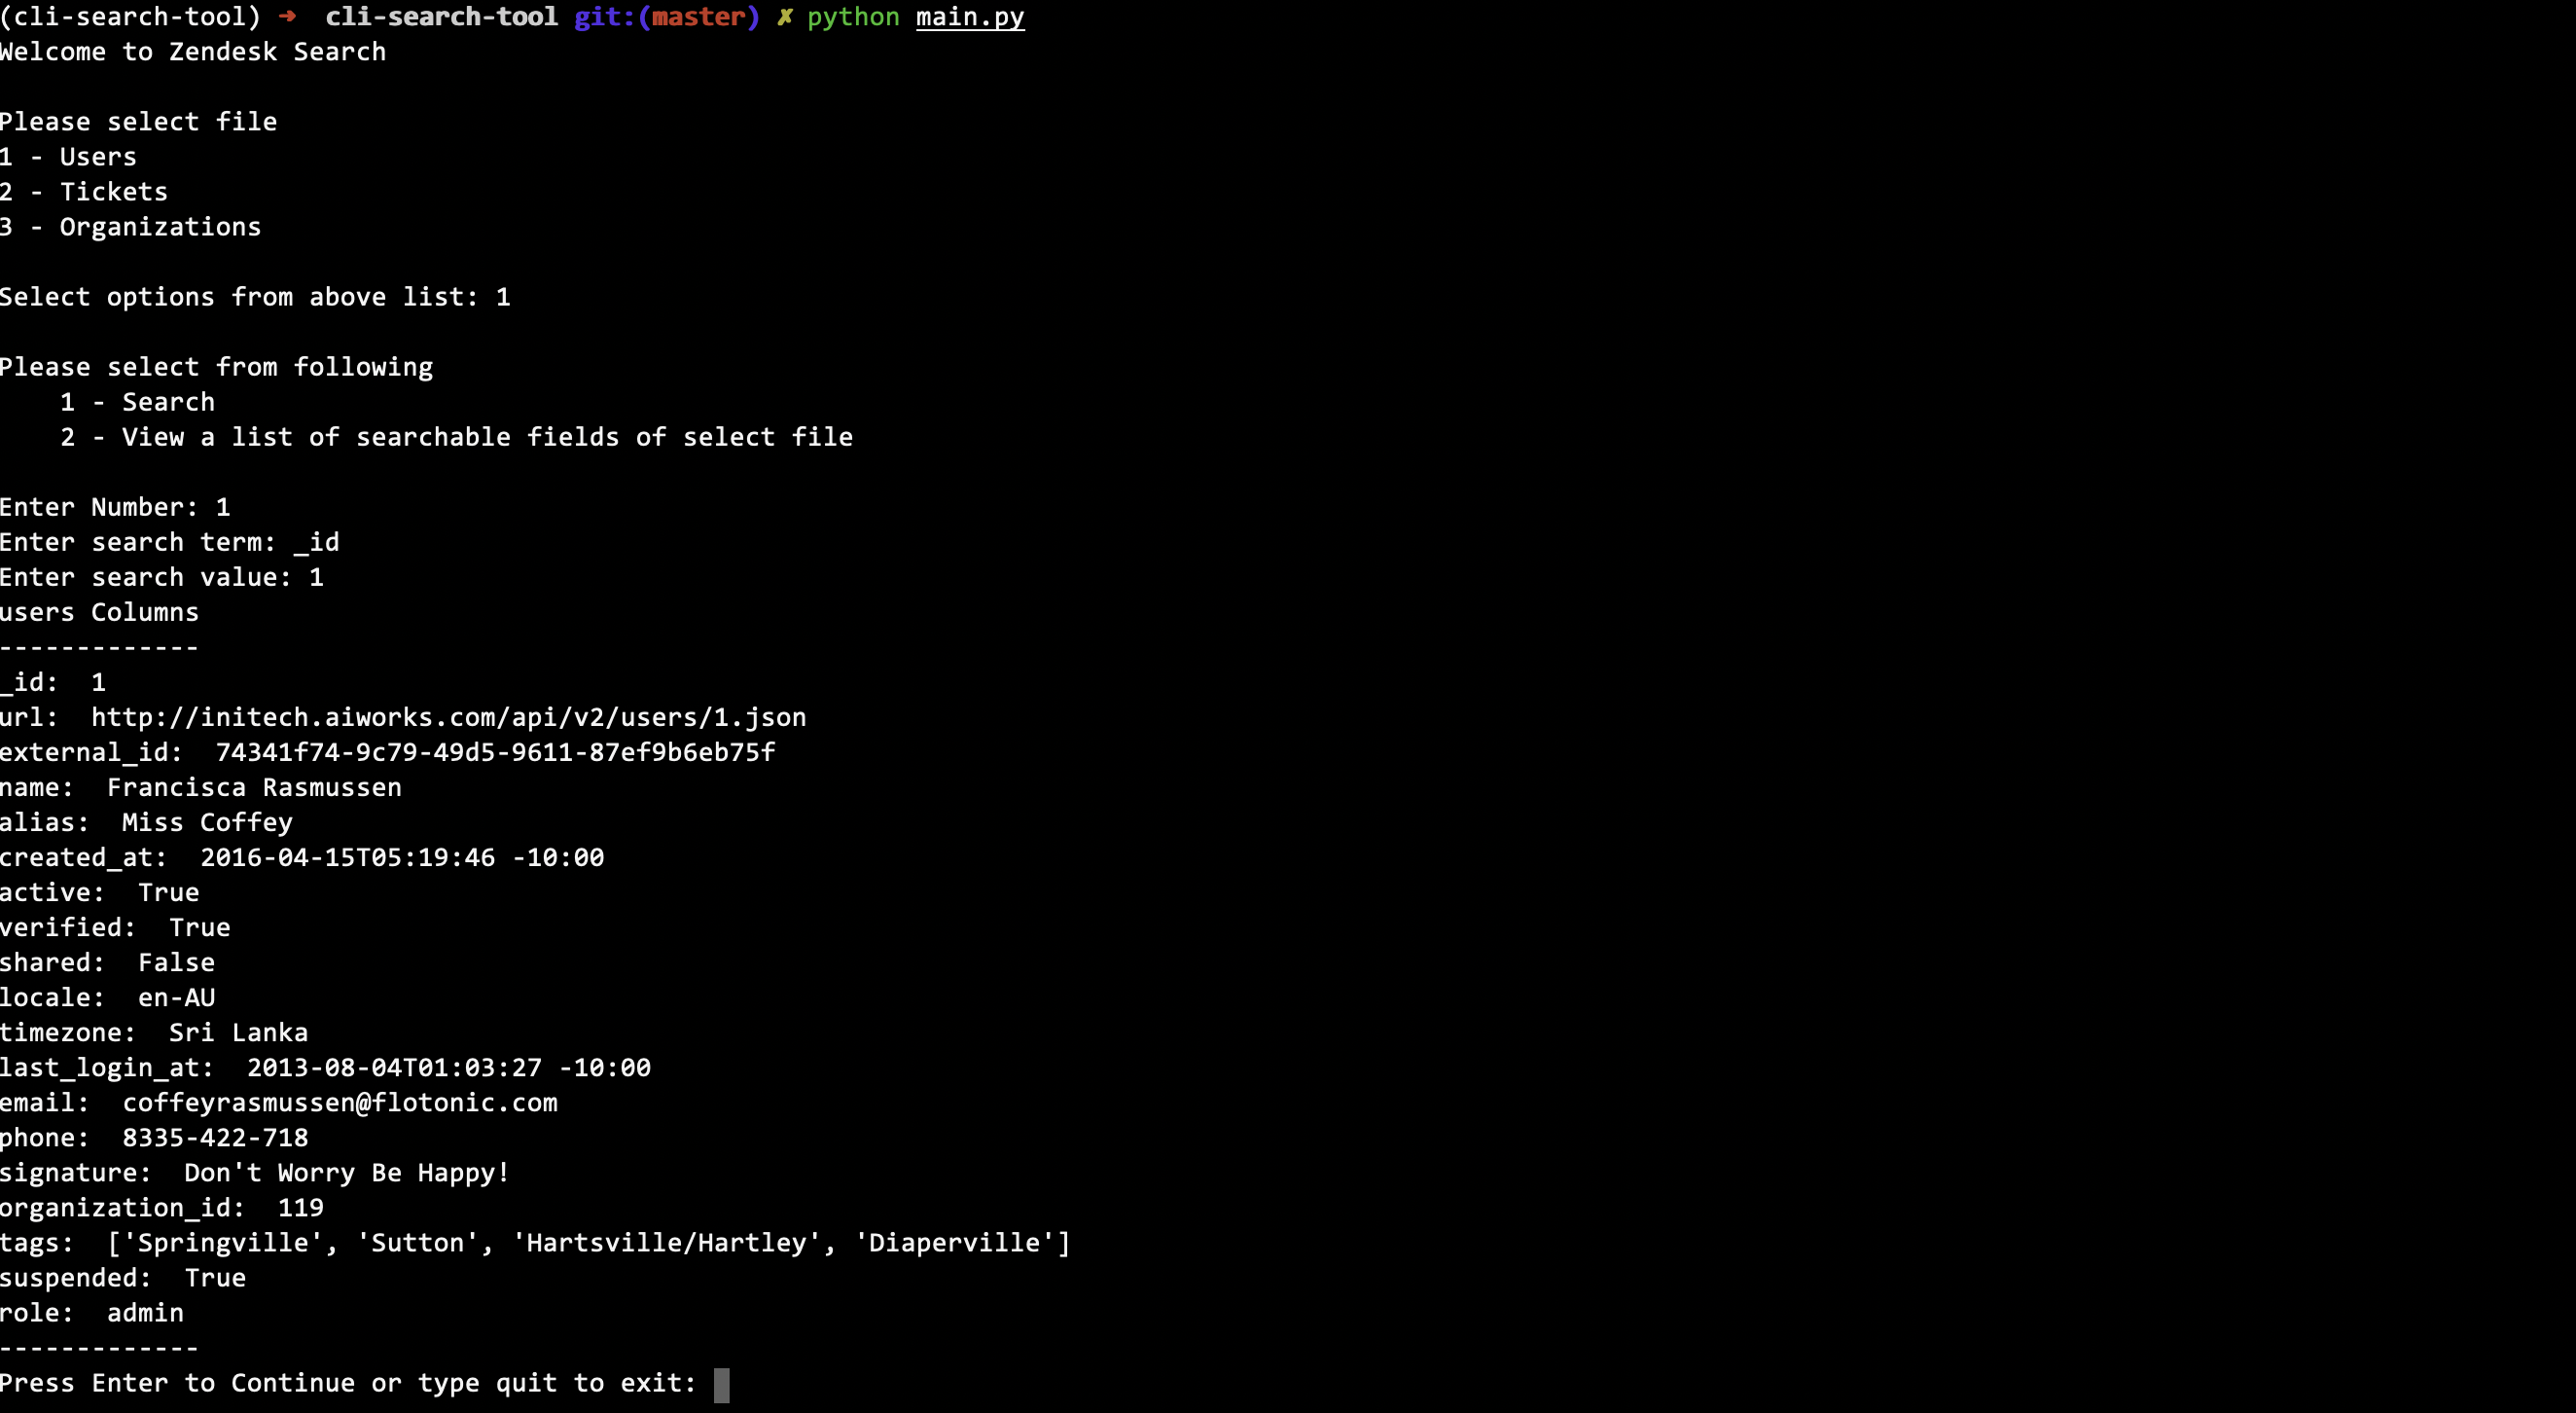 (cli-search-tool) ➜  cli-search-tool git:(master) ✗ python main.py
Welcome to Zendesk Search
Please select file
1 - Users
2 - Tickets
3 - Organizations
Select options from above list: 1
Please select from following
    1 - Search
    2 - View a list of searchable fields of select file
Enter Number: 1
Enter search term: _id
Enter search value: 1
users Columns
-------------
_id:  1
url:  http://initech.aiworks.com/api/v2/users/1.json
external_id:  74341f74-9c79-49d5-9611-87ef9b6eb75f
name:  Francisca Rasmussen
alias:  Miss Coffey
created_at:  2016-04-15T05:19:46 -10:00
active:  True
verified:  True
shared:  False
locale:  en-AU
timezone:  Sri Lanka
last_login_at:  2013-08-04T01:03:27 -10:00
email:  coffeyrasmussen@flotonic.com
phone:  8335-422-718
signature:  Don't Worry Be Happy!
organization_id:  119
tags:  ['Springville', 'Sutton', 'Hartsville/Hartley', 'Diaperville']
suspended:  True
role:  admin
-------------
Press Enter to Continue or type quit to exit: